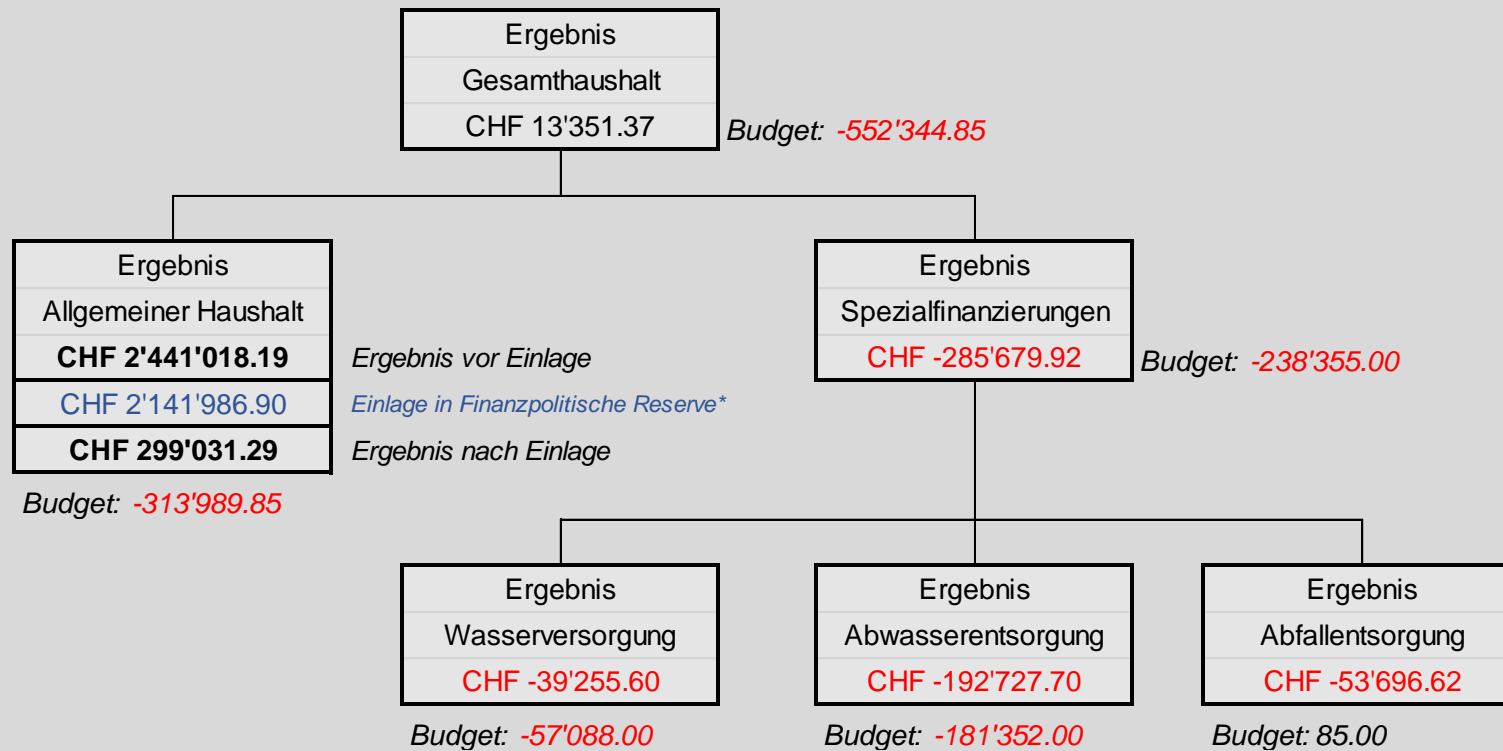 Ergebnis
Gesamthaushalt
CHF 13'351.37
Budget: -552'344.85
Ergebnis
Allgemeiner Haushalt
CHF 2'441'018.19
Ergebnis vor Einlage
CHF 2'141'986.90
Einlage in Finanzpolitische Reserve*
CHF 299'031.29
Ergebnis nach Einlage
Budget: -313'989.85
Ergebnis
Spezialfinanzierungen
CHF -285'679.92
Budget: -238'355.00
Ergebnis
Wasserversorgung
CHF -39'255.60
Budget: -57'088.00
Ergebnis
Abwasserentsorgung
CHF -192'727.70
Budget: -181'352.00
Ergebnis
Abfallentsorgung
CHF -53'696.62
Budget: 85.00